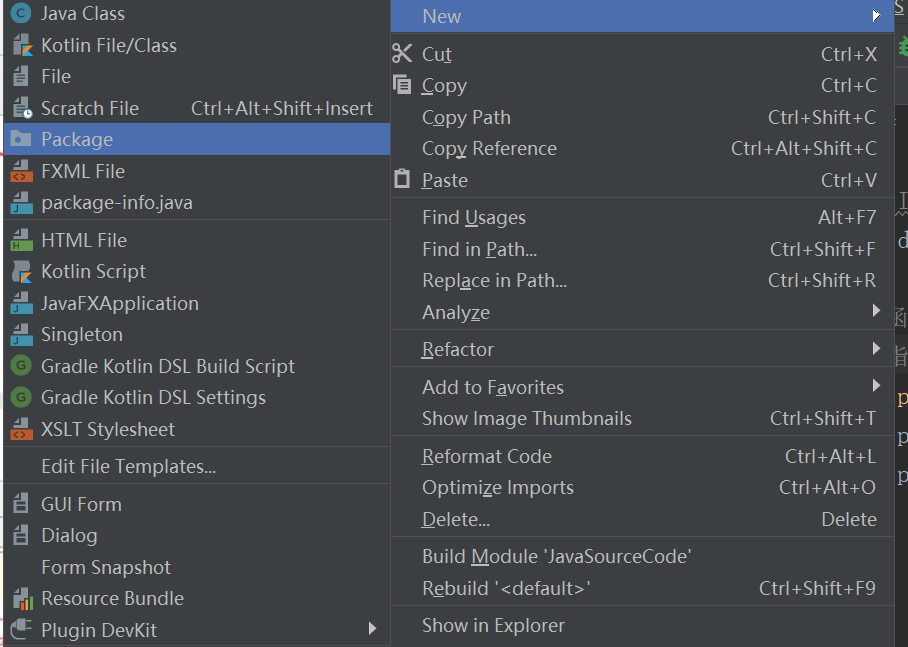 Java Class
Kotlin File/Class
File
Scratch File Ctrl+Alt+Shift+Insert
Package
FXML File
package-info.java
HTML File
Kotlin Script
JavaFXApplication
Singleton
Gradle Kotlin DSL Build Script
Gradle Kotlin DSL Settings
XSLT Stylesheet
Edit File Templates...
GUI Form
Dialog
Form Snapshot
Resource Bundle
Plugin DevKit
New
Cut Ctrl+X
Copy Ctrl+C
Copy Path Ctrl+Shift+C
Copy Reference Ctrl+Alt+Shift+C
Paste Ctrl+V
Find Usages Alt+F7
Find in Path... Ctrl+Shift+F
Replace in Path... Ctrl+Shift+R
Analyze
Refactor
Add to Favorites
Show Image Thumbnails Ctrl+Shift+T
Reformat Code Ctrl+Alt+L
Optimize Imports Ctrl+Alt+O
Delete... Delete
Build Module 'JavaSourceCode'
Rebuild '<default>' Ctrl+Shift+F9
Show in Explorer